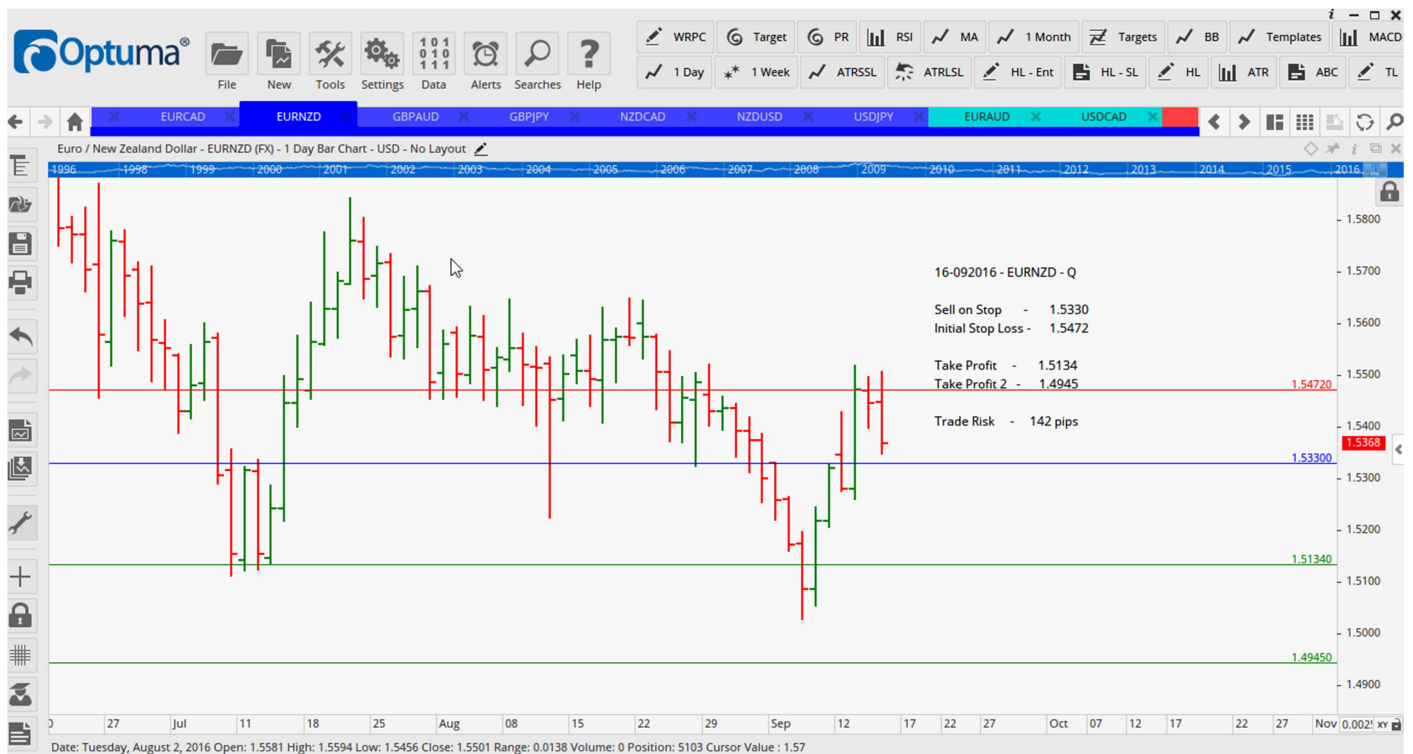 i
Optuma®
File New Tools Settings Data Alerts Searches Help
WRPC Target PR RSI MA 1 Month Targets BB Templates MACD
1 Day 1 Week ATRSSL ATRLSL HL - Ent HL - SL HL ATR ABC TL
EURCAD EURNZD GBPAUD GBPJPY NZDCAD NZDUSD USDJPY EURAUD USDCAD
Euro / New Zealand Dollar - EURNZD (FX) - 1 Day Bar Chart - USD - No Layout
1996 1998 1999 2000 2001 2002 2003 2004 2005 2006 2007 2008 2009 2010 2011 2012 2013 2014 2015 2016
1.5800
1.5700
16-092016 - EURNZD - Q
Sell on Stop - 1.5330
1.5600
Initial Stop Loss - 1.5472
Take Profit - 1.5134
1.5500
Take Profit 2 - 1.4945
1.54720
Trade Risk - 142 pips
1.5400
1.5368
1.53300
1.5300
1.5200
1.51340
1.5100
1.5000
1.49450
1.4900
27 Jul 11 18 25 Aug 08 15 22 29 Sep 12 17 22 27 Oct 07 12 17 22 27 Nov 0.002 XY
Date: Tuesday, August 2, 2016 Open: 1.5581 High: 1.5594 Low: 1.5456 Close: 1.5501 Range: 0.0138 Volume: 0 Position: 5103 Cursor Value : 1.57